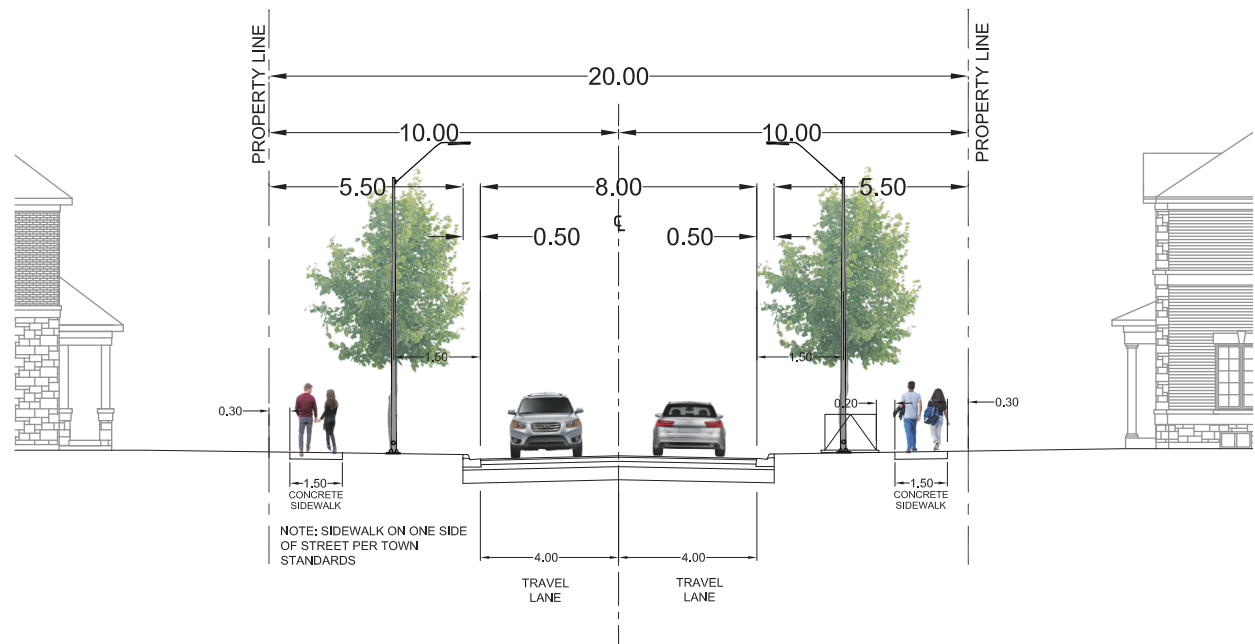 PROPERTY LINE
PROPERTY LINE
20.00
10.00
10.00
5.50
8.00
5.50
℄
0.50
0.50
1.50
1.50
0.30
0.20
0.30
1.50
CONCRETE
SIDEWALK
1.50
CONCRETE
SIDEWALK
NOTE: SIDEWALK ON ONE SIDE
OF STREET PER TOWN
STANDARDS
4.00
4.00
TRAVEL
LANE
TRAVEL
LANE